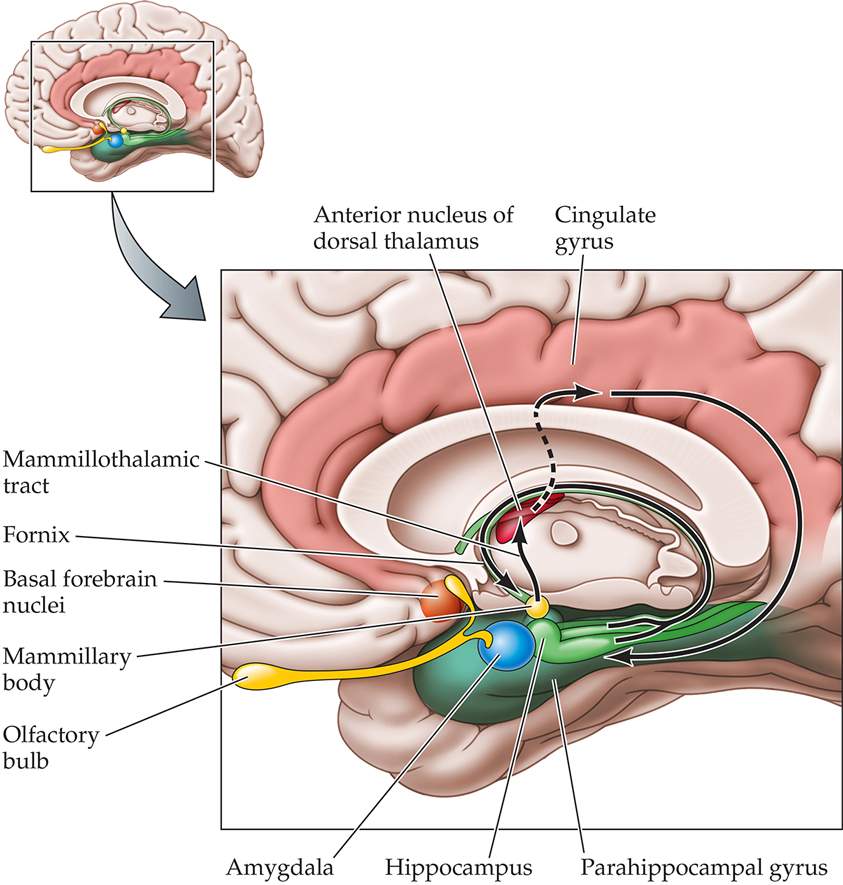 Anterior nucleus of
dorsal thalamus
Cingulate
gyrus
Mammillothalamic
tract
Fornix
Basal forebrain
nuclei
Mammillary
body
Olfactory
bulb
Amygdala
Hippocampus
Parahippocampal gyrus